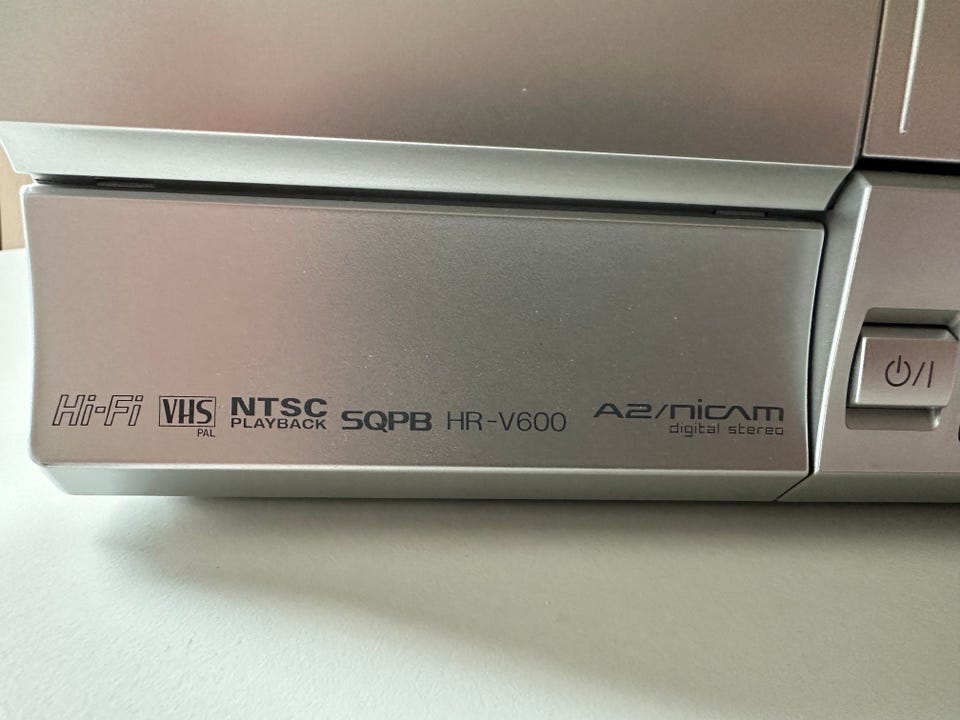 Hi-Fi VHS PAL NTSC PLAYBACK SQPB HR-V600 A2/nicam digital stereo
⏻/I